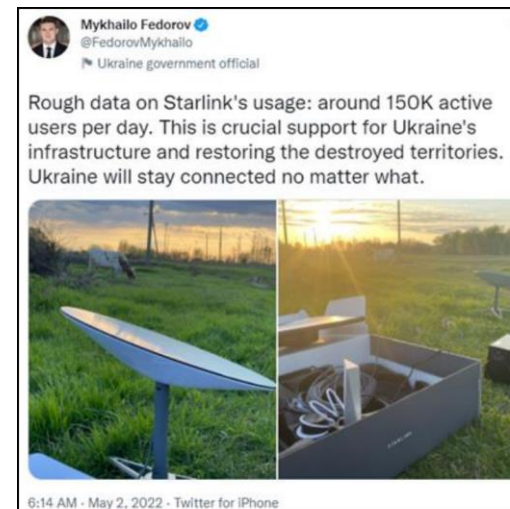 Mykhailo Fedorov
@FedorovMykhailo
Ukraine government official
Rough data on Starlink's usage: around 150K active
users per day. This is crucial support for Ukraine's
infrastructure and restoring the destroyed territories.
Ukraine will stay connected no matter what.
6:14 AM · May 2, 2022 · Twitter for iPhone